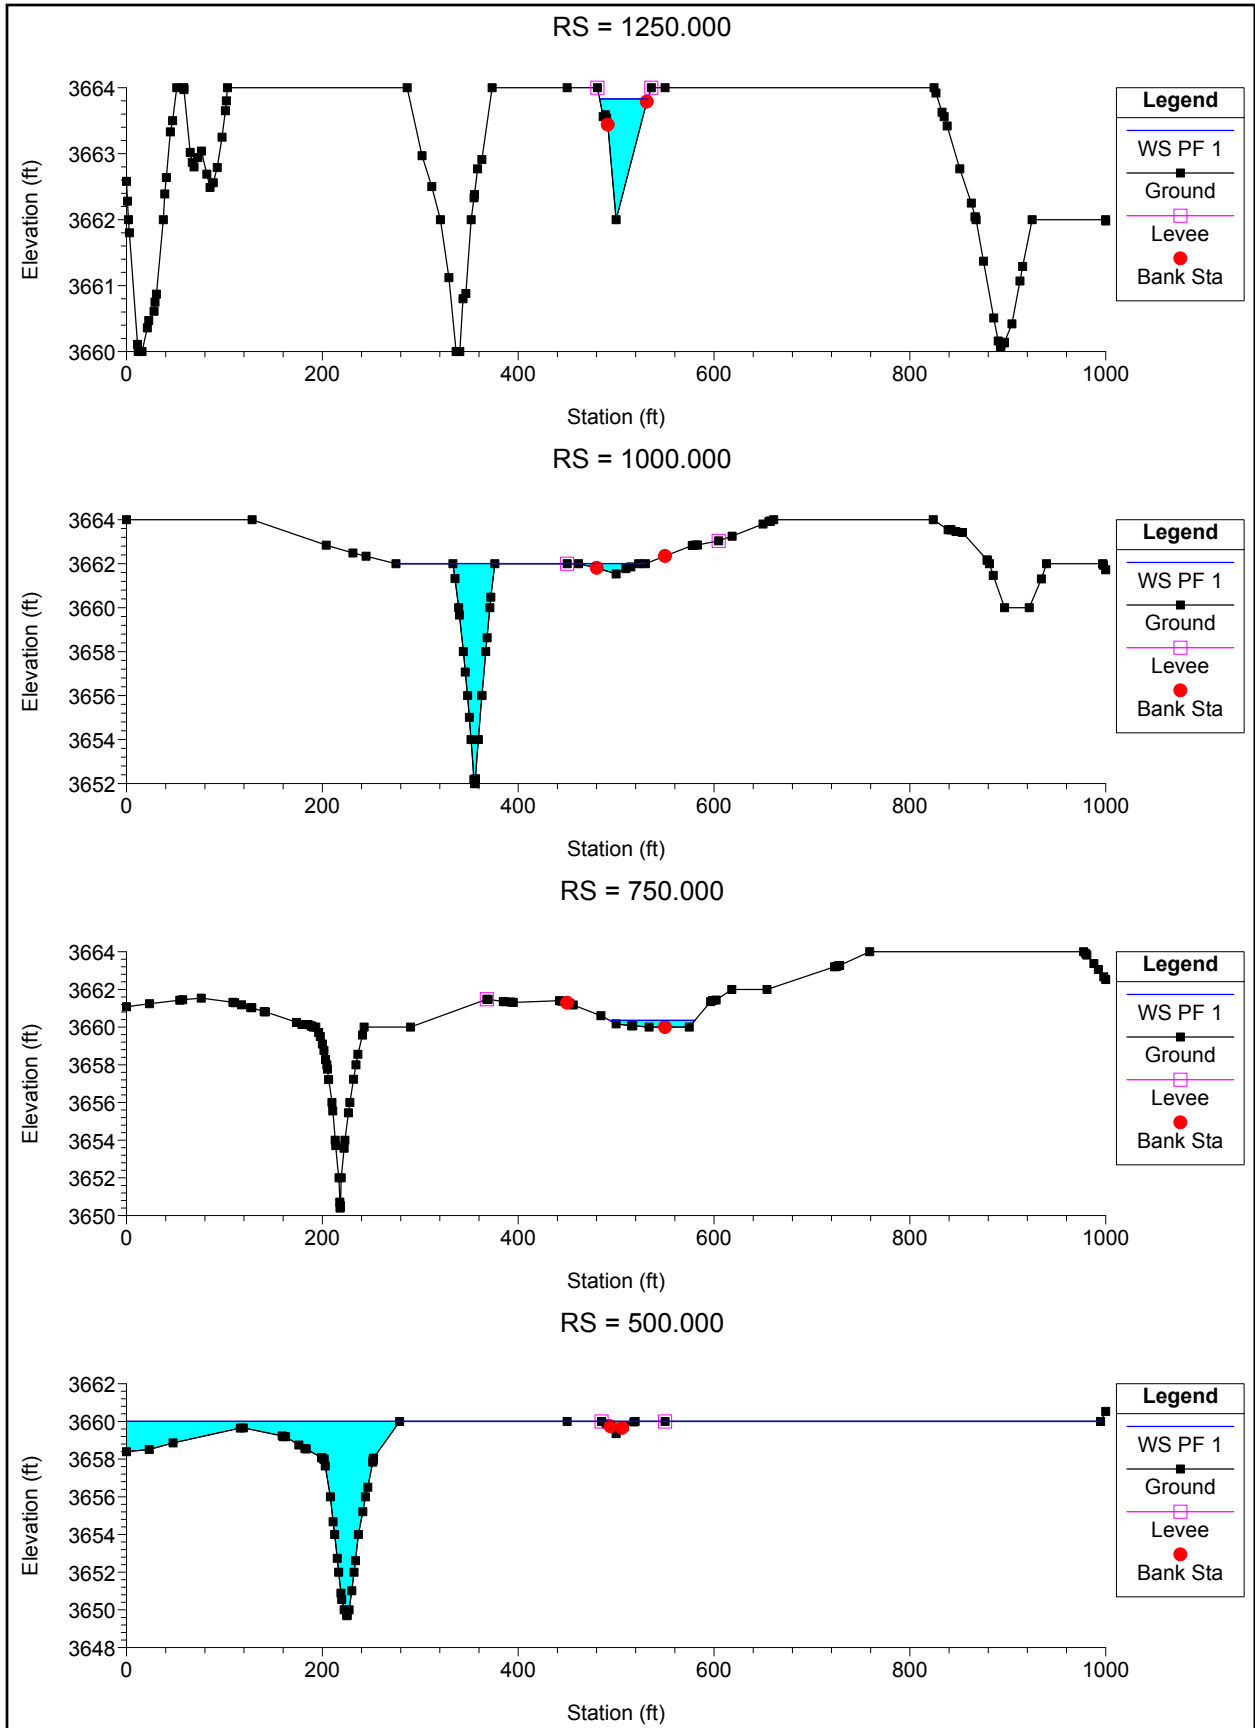 RS = 1250.000
3664
3663
3662
3661
3660
Elevation (ft)
0
200
400
600
800
1000
Station (ft)
Legend
WS PF 1
Ground
Levee
Bank Sta
RS = 1000.000
3664
3662
3660
3658
3656
3654
3652
Elevation (ft)
0
200
400
600
800
1000
Station (ft)
Legend
WS PF 1
Ground
Levee
Bank Sta
RS = 750.000
3664
3662
3660
3658
3656
3654
3652
3650
Elevation (ft)
0
200
400
600
800
1000
Station (ft)
Legend
WS PF 1
Ground
Levee
Bank Sta
RS = 500.000
3662
3660
3658
3656
3654
3652
3650
3648
Elevation (ft)
0
200
400
600
800
1000
Station (ft)
Legend
WS PF 1
Ground
Levee
Bank Sta